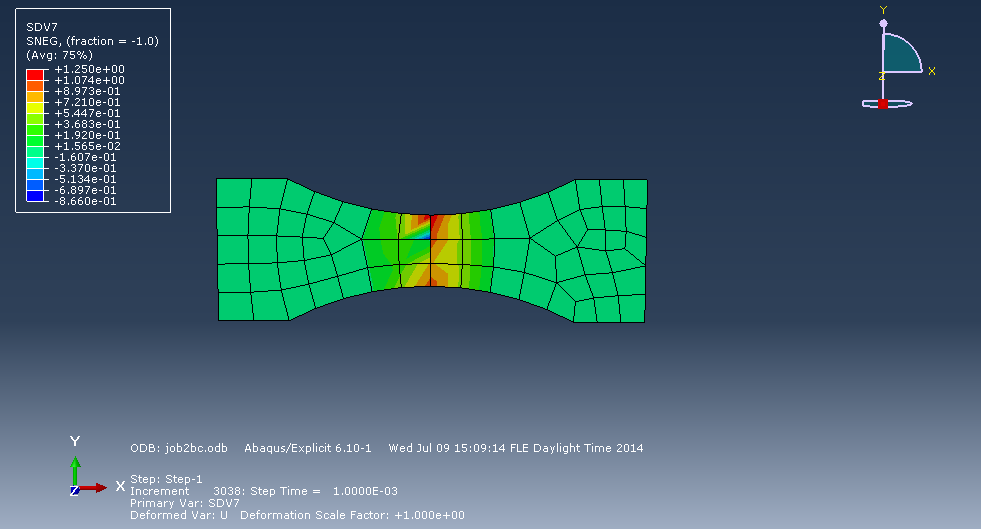 SDV7
SNEG, (fraction = -1.0)
(Avg: 75%)
+1.250e+00
+1.074e+00
+8.973e-01
+7.210e-01
+5.447e-01
+3.683e-01
+1.920e-01
+1.565e-02
-1.607e-01
-3.370e-01
-5.134e-01
-6.897e-01
-8.660e-01
Y
X
Z
Y
X
Z
ODB: job2bc.odb Abaqus/Explicit 6.10-1 Wed Jul 09 15:09:14 FLE Daylight Time 2014
Step: Step-1
Increment 3038: Step Time = 1.0000E-03
Primary Var: SDV7
Deformed Var: U Deformation Scale Factor: +1.000e+00